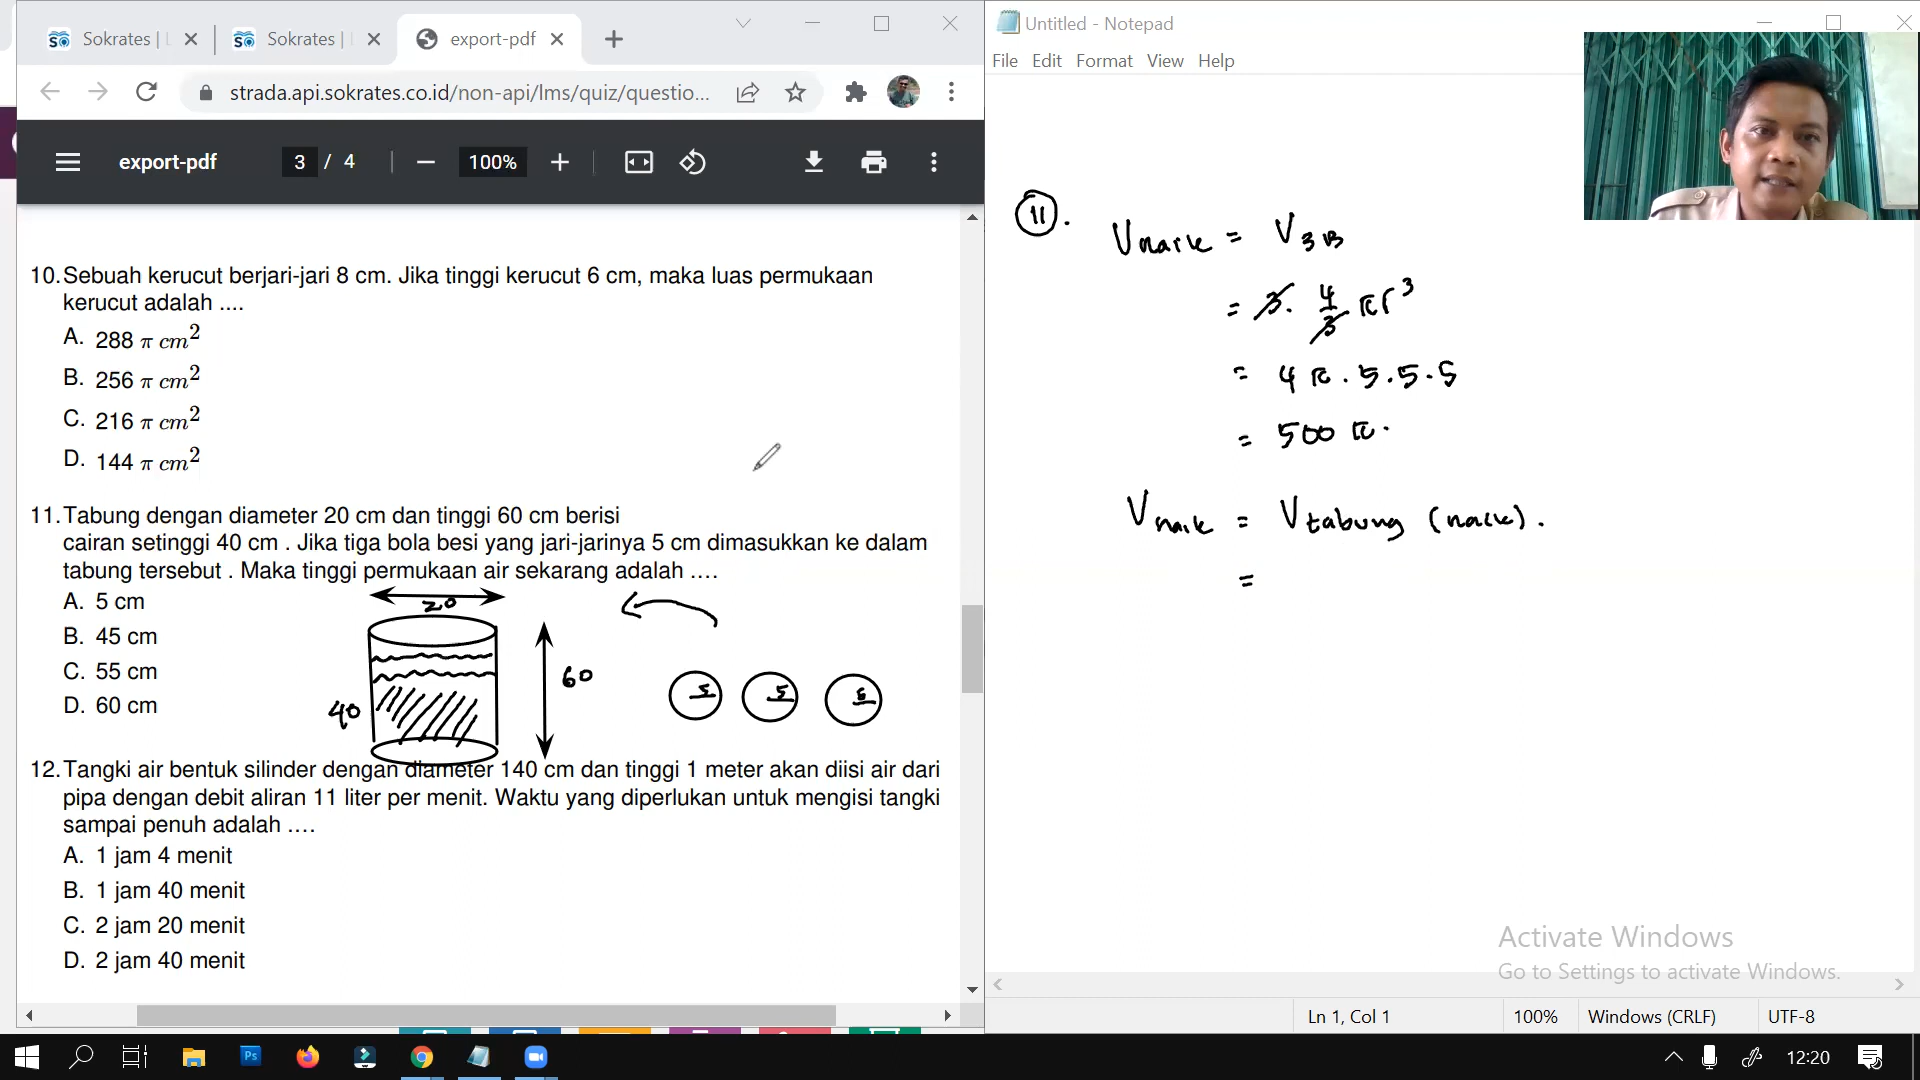 Sokrates |
Sokrates |
export-pdf
strada.api.sokrates.co.id/non-api/lms/quiz/questio...
export-pdf
3 / 4
100%
10. Sebuah kerucut berjari-jari 8 cm. Jika tinggi kerucut 6 cm, maka luas permukaan
kerucut adalah ....
A. 288 π cm²
B. 256 π cm²
C. 216 π cm²
D. 144 π cm²
11. Tabung dengan diameter 20 cm dan tinggi 60 cm berisi
cairan setinggi 40 cm . Jika tiga bola besi yang jari-jarinya 5 cm dimasukkan ke dalam
tabung tersebut . Maka tinggi permukaan air sekarang adalah ....
A. 5 cm
B. 45 cm
C. 55 cm
D. 60 cm
20
60
40
5 5 5
12. Tangki air bentuk silinder dengan diameter 140 cm dan tinggi 1 meter akan diisi air dari
pipa dengan debit aliran 11 liter per menit. Waktu yang diperlukan untuk mengisi tangki
sampai penuh adalah ....
A. 1 jam 4 menit
B. 1 jam 40 menit
C. 2 jam 20 menit
D. 2 jam 40 menit
Untitled - Notepad
File Edit Format View Help
11.
Vnaik = V3B
= 3. 4/3 πr³
= 4π.5.5.5
= 500 π.
Vnaik = Vtabung (naik).
=
Activate Windows
Go to Settings to activate Windows.
Ln 1, Col 1
100%
Windows (CRLF)
UTF-8
Ps
12:20